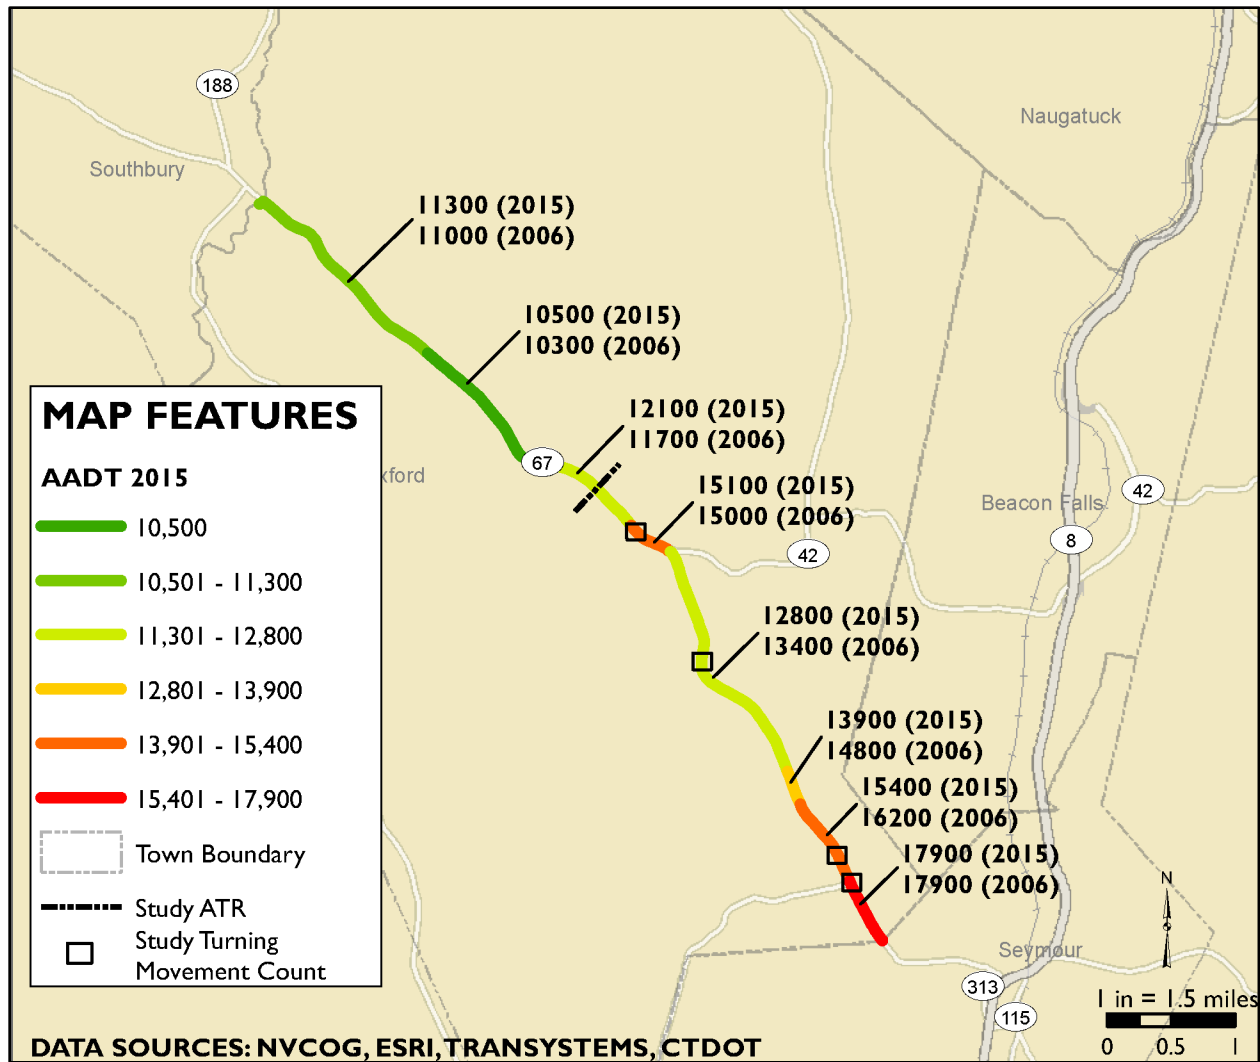 188
Naugatuck
Southbury
11300 (2015)
11000 (2006)
10500 (2015)
10300 (2006)
MAP FEATURES
12100 (2015)
11700 (2006)
67
xford
AADT 2015
15100 (2015)
15000 (2006)
Beacon Falls
42
8
42
10,500
10,501 - 11,300
11,301 - 12,800
12,801 - 13,900
13,901 - 15,400
15,401 - 17,900
Town Boundary
Study ATR
Study Turning
Movement Count
12800 (2015)
13400 (2006)
13900 (2015)
14800 (2006)
15400 (2015)
16200 (2006)
17900 (2015)
17900 (2006)
N
Seymour
313
115
1 in = 1.5 miles
0 0.5 1
DATA SOURCES: NVCOG, ESRI, TRANSYSTEMS, CTDOT